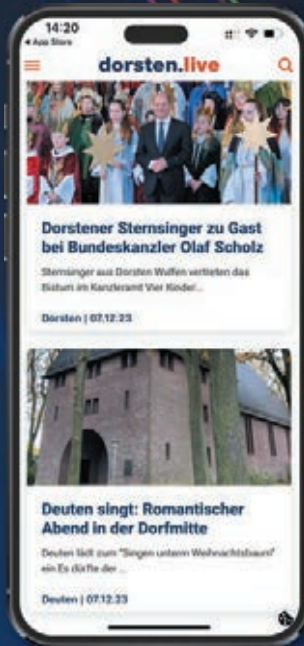 14:20
◀ App Store
dorsten.live
Dorstener Sternsinger zu Gast
bei Bundeskanzler Olaf Scholz
Sternsinger aus Dorsten Wulfen vertreten das
Bistum im Kanzleramt Vier Kinder...
Dorsten | 07.12.23
Deuten singt: Romantischer
Abend in der Dorfmitte
Deuten lädt zum "Singen unterm Weihnachtsbaum"
ein Es dürfte der ...
Deuten | 07.12.23